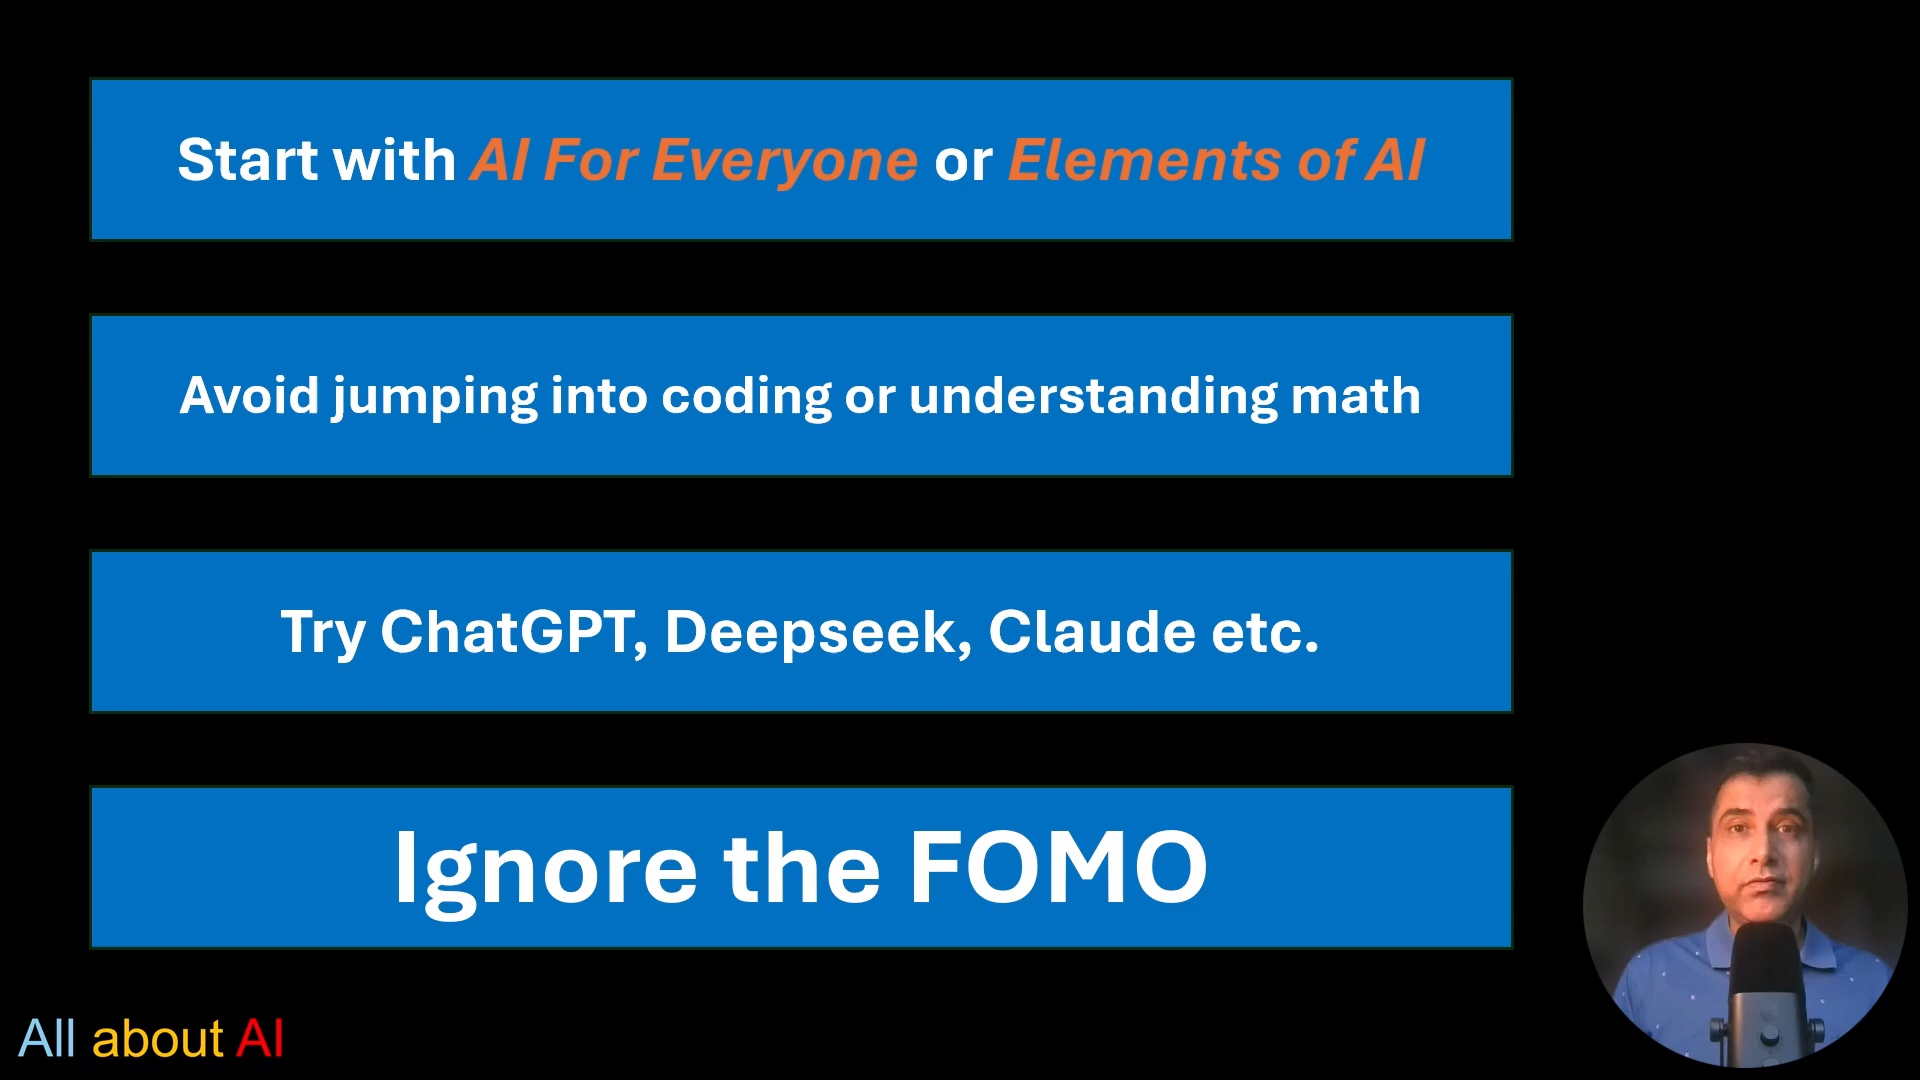 Start with AI For Everyone or Elements of AI
Avoid jumping into coding or understanding math
Try ChatGPT, Deepseek, Claude etc.
Ignore the FOMO
All about AI